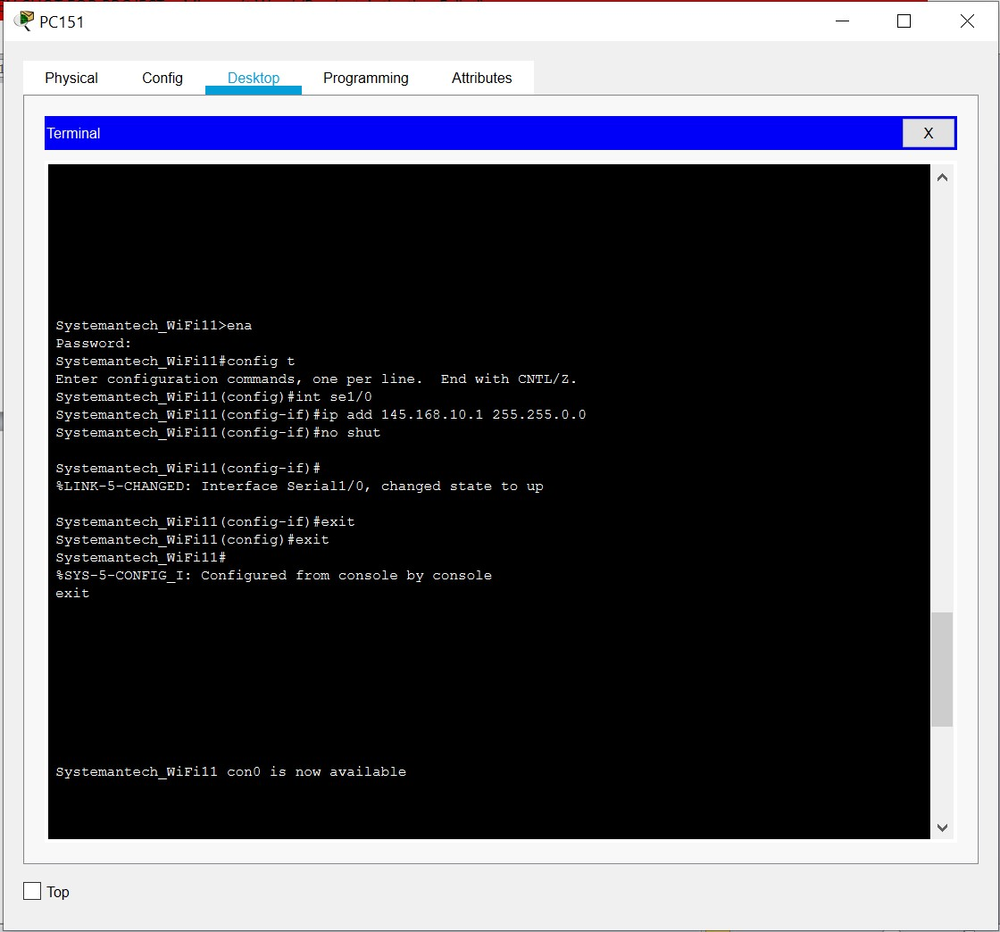 PC151
Physical Config Desktop Programming Attributes
Terminal X
Systemantech_WiFi11>ena
Password:
Systemantech_WiFi11#config t
Enter configuration commands, one per line.  End with CNTL/Z.
Systemantech_WiFi11(config)#int se1/0
Systemantech_WiFi11(config-if)#ip add 145.168.10.1 255.255.0.0
Systemantech_WiFi11(config-if)#no shut
Systemantech_WiFi11(config-if)#
%LINK-5-CHANGED: Interface Serial1/0, changed state to up
Systemantech_WiFi11(config-if)#exit
Systemantech_WiFi11(config)#exit
Systemantech_WiFi11#
%SYS-5-CONFIG_I: Configured from console by console
exit
Systemantech_WiFi11 con0 is now available
Top